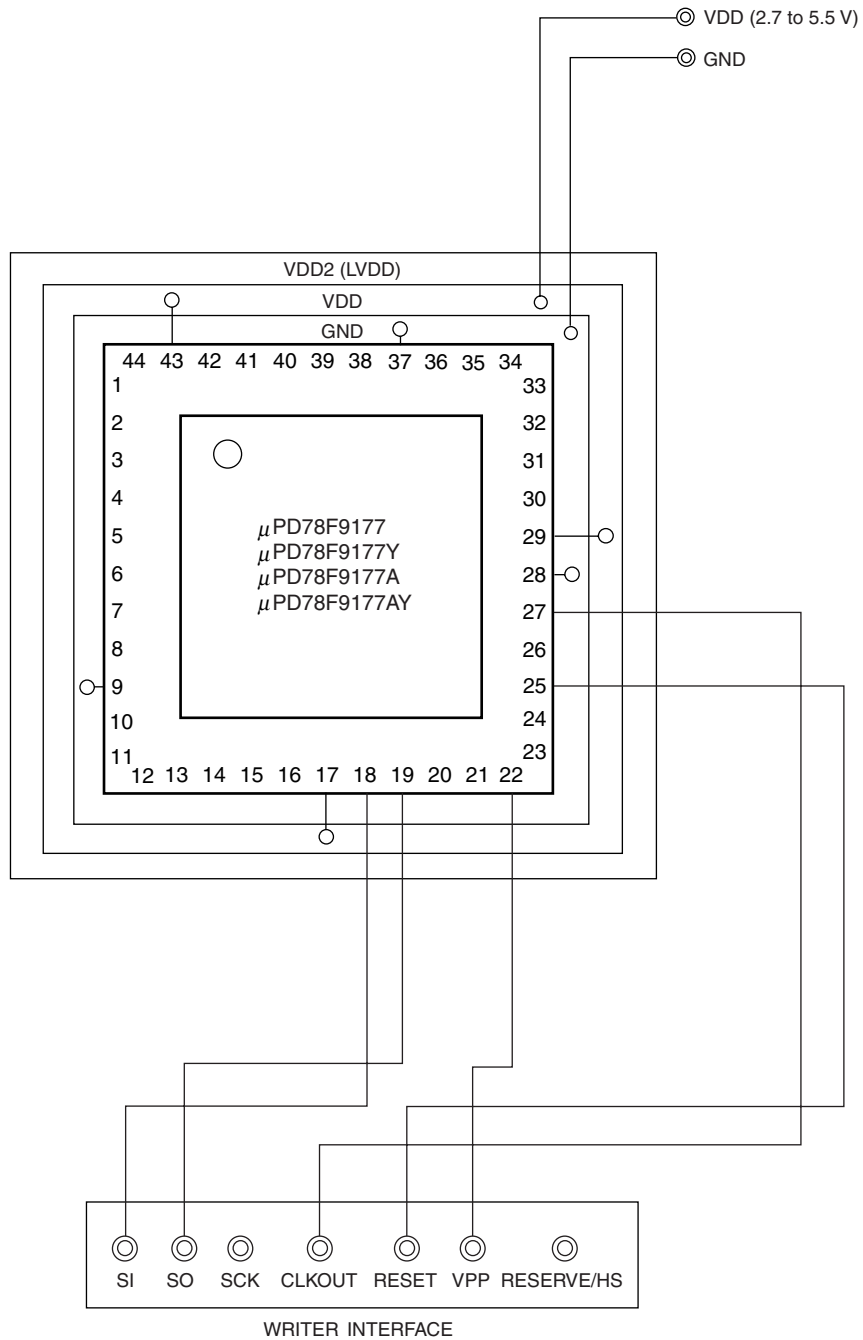 VDD (2.7 to 5.5 V)
GND
VDD2 (LVDD)
VDD
GND
44 43 42 41 40 39 38 37 36 35 34
1
2
3
4
5
6
7
8
9
10
11
33
32
31
30
29
28
27
26
25
24
23
μPD78F9177
μPD78F9177Y
μPD78F9177A
μPD78F9177AY
12 13 14 15 16 17 18 19 20 21 22
SI SO SCK CLKOUT RESET VPP RESERVE/HS
WRITER INTERFACE